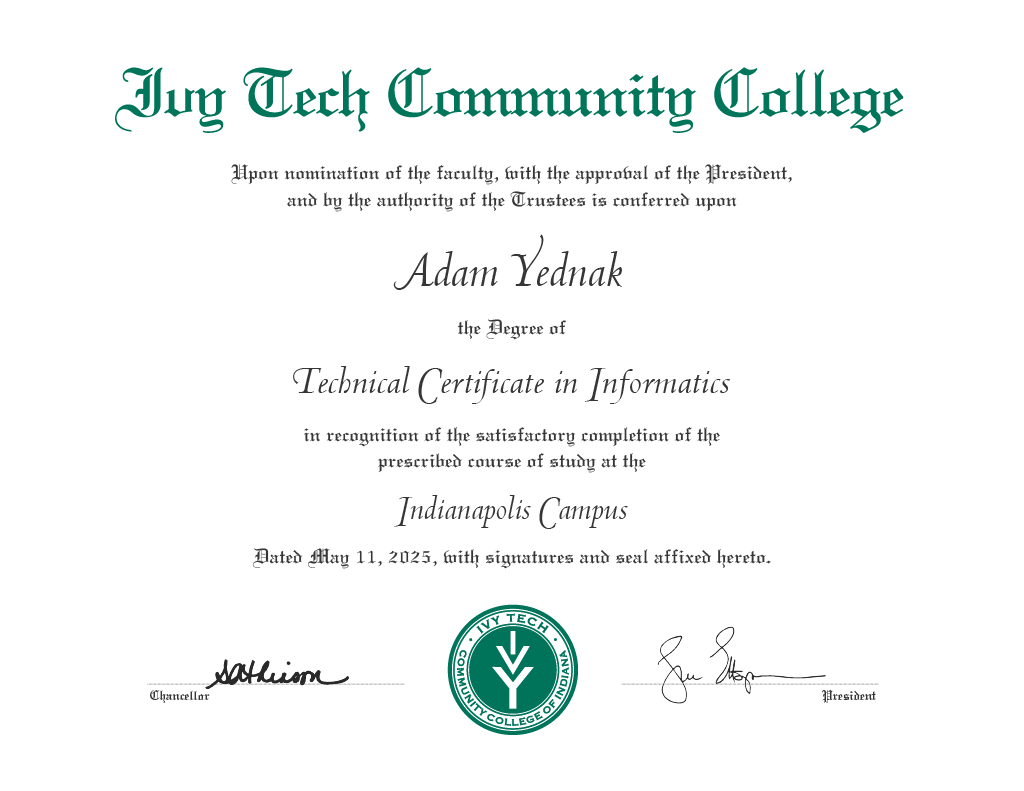 Ivy Tech Community College
Upon nomination of the faculty, with the approval of the President,
and by the authority of the Trustees is conferred upon
Adam Yednak
the Degree of
Technical Certificate in Informatics
in recognition of the satisfactory completion of the
prescribed course of study at the
Indianapolis Campus
Dated May 11, 2025, with signatures and seal affixed hereto.
IVY TECH
COMMUNITY COLLEGE OF INDIANA
Chancellor
President